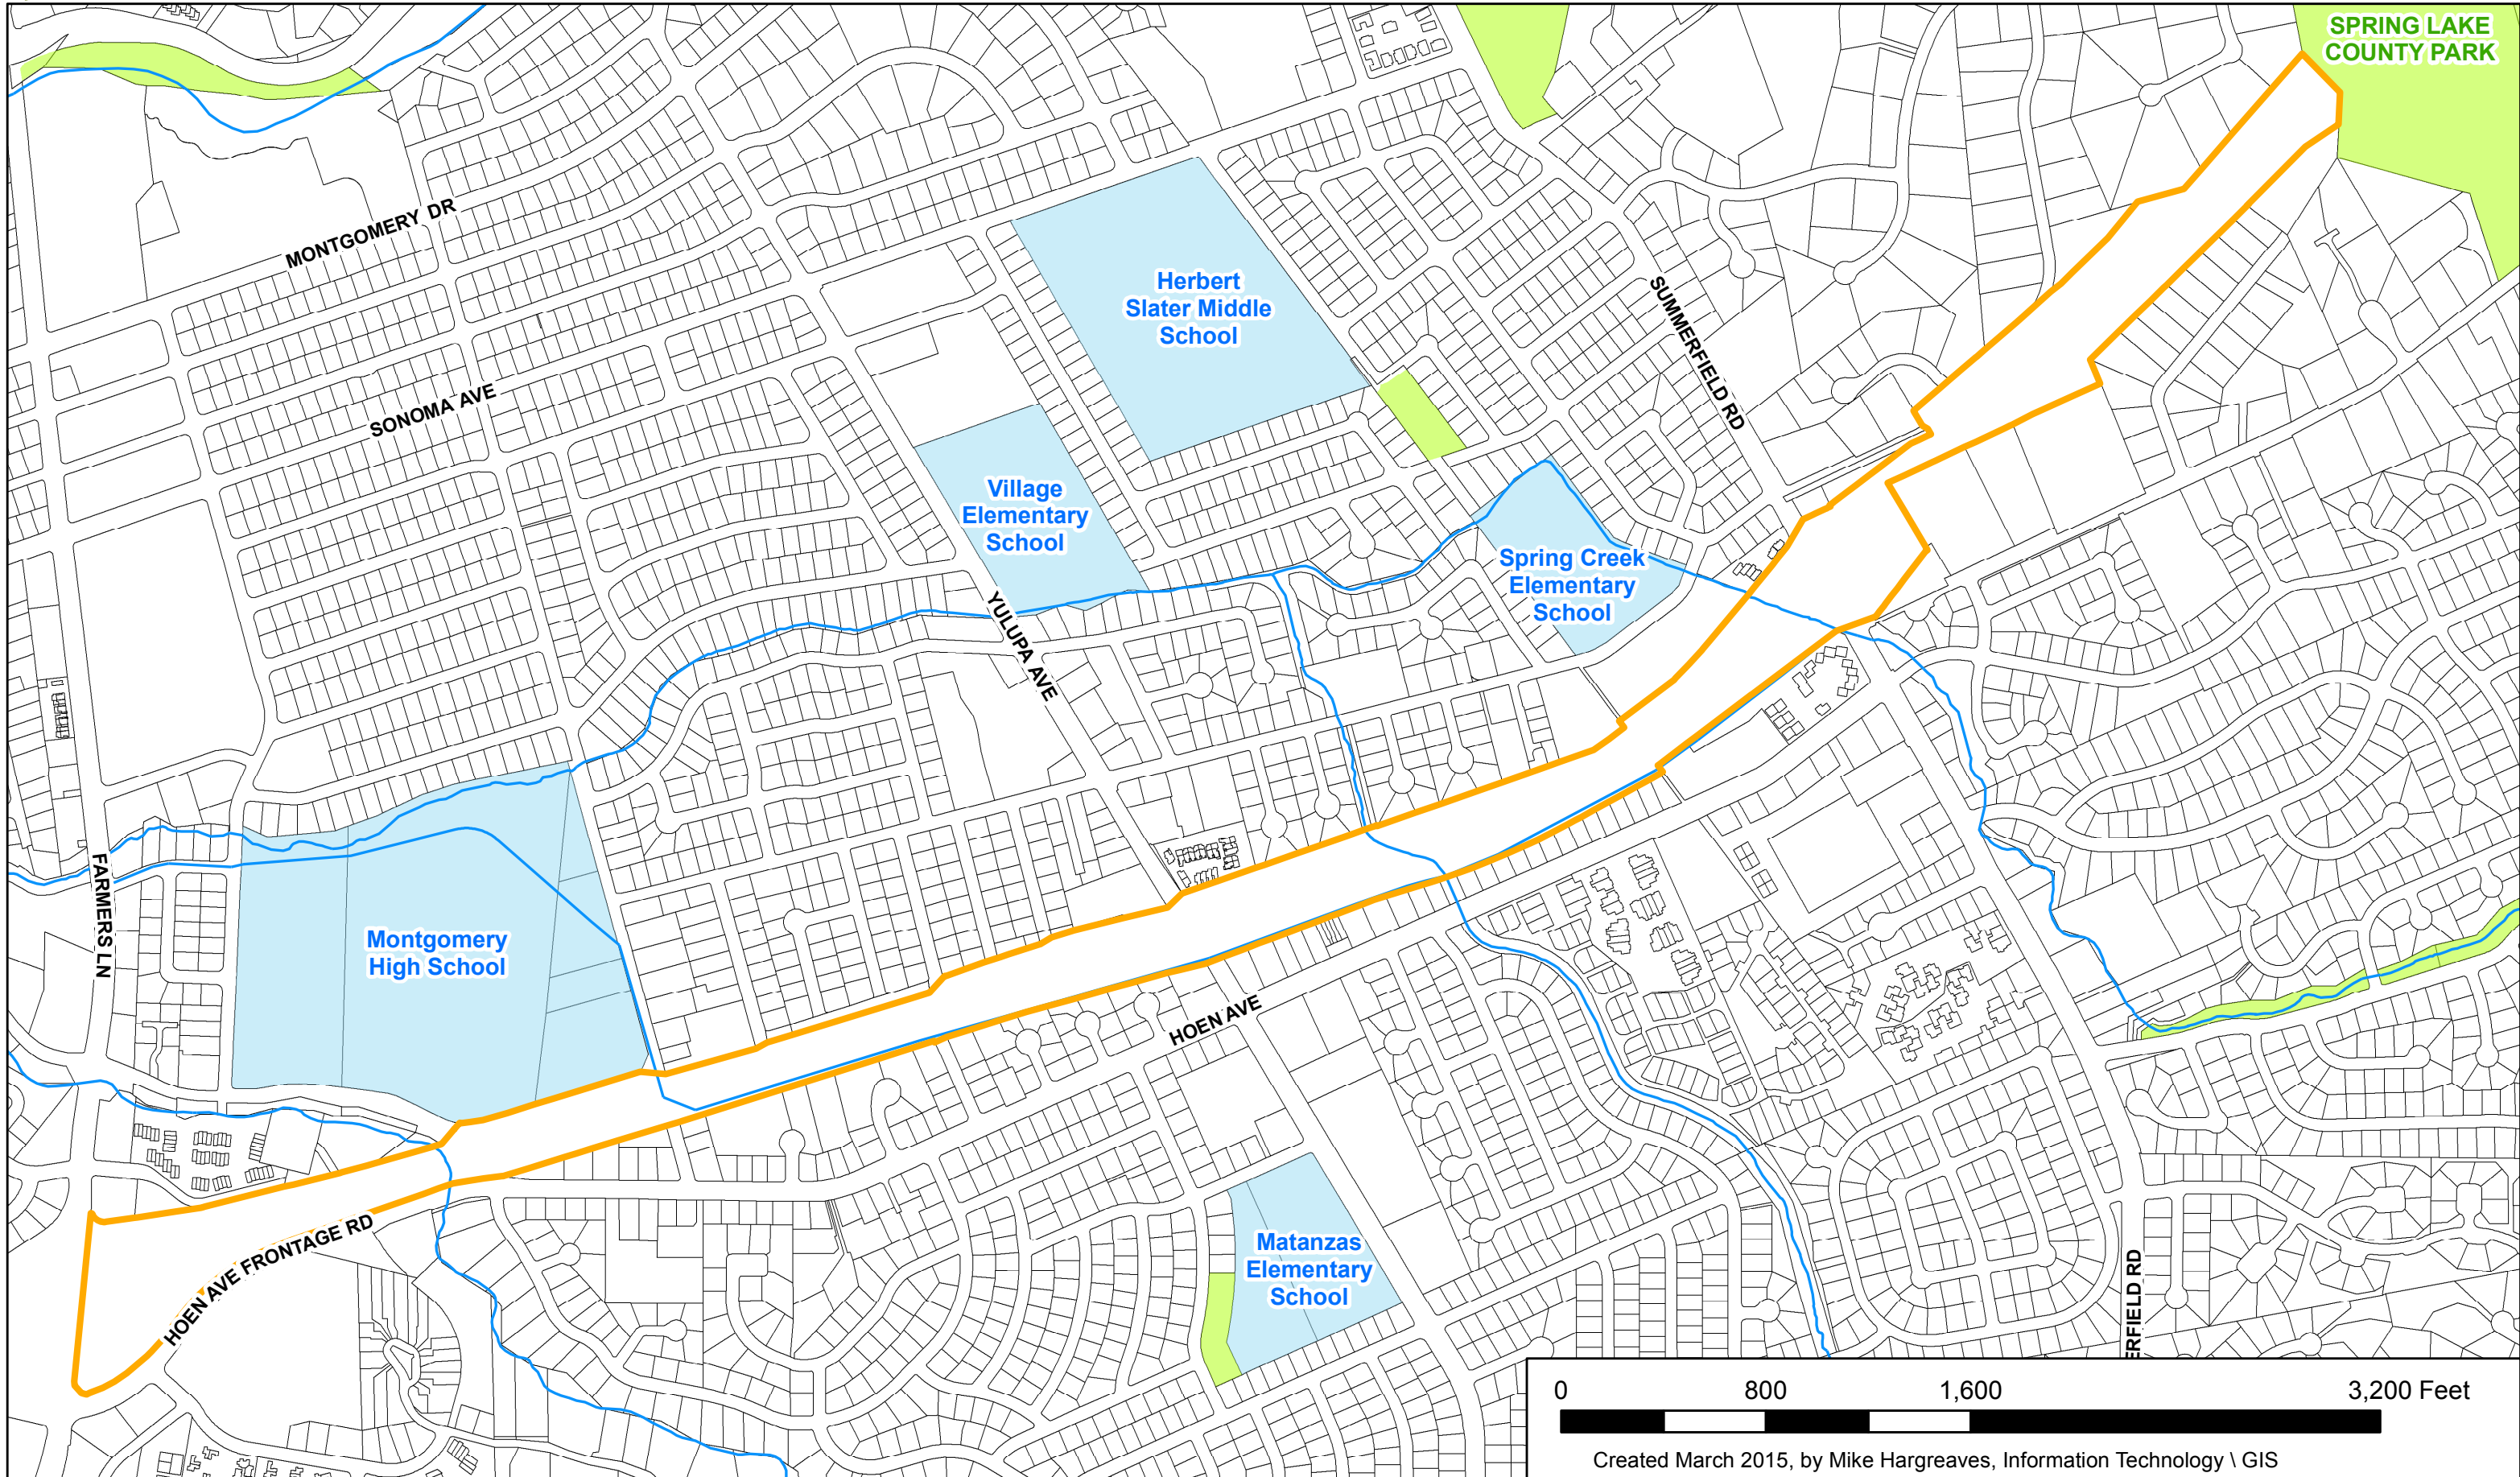 SPRING LAKE
COUNTY PARK
MONTGOMERY DR
Herbert
Slater Middle
School
SUMMERFIELD RD
SONOMA AVE
Village
Elementary
School
Spring Creek
Elementary
School
YULUPA AVE
FARMERS LN
Montgomery
High School
HOEN AVE
HOEN AVE FRONTAGE RD
Matanzas
Elementary
School
ERFIELD RD
0 800 1,600 3,200 Feet
Created March 2015, by Mike Hargreaves, Information Technology \ GIS